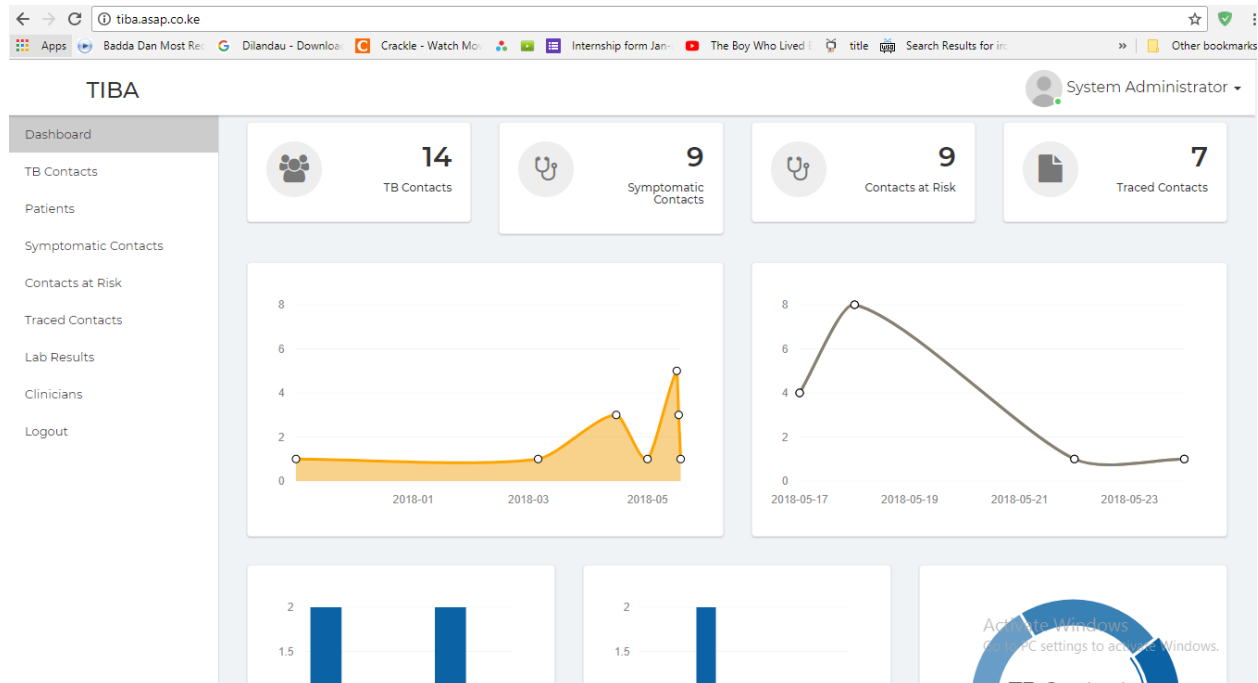 tiba.asap.co.ke
Apps Badda Dan Most Rec Dilandau - Downloa Crackle - Watch Mov Internship form Jan- The Boy Who Lived title Search Results for iro » Other bookmarks
TIBA
System Administrator
Dashboard
TB Contacts
Patients
Symptomatic Contacts
Contacts at Risk
Traced Contacts
Lab Results
Clinicians
Logout
14
TB Contacts
9
Symptomatic
Contacts
9
Contacts at Risk
7
Traced Contacts
8
6
4
2
0
2018-01 2018-03 2018-05
8
6
4
2
0
2018-05-17 2018-05-19 2018-05-21 2018-05-23
2
1.5
2
1.5
Activate Windows
Go to PC settings to activate Windows.